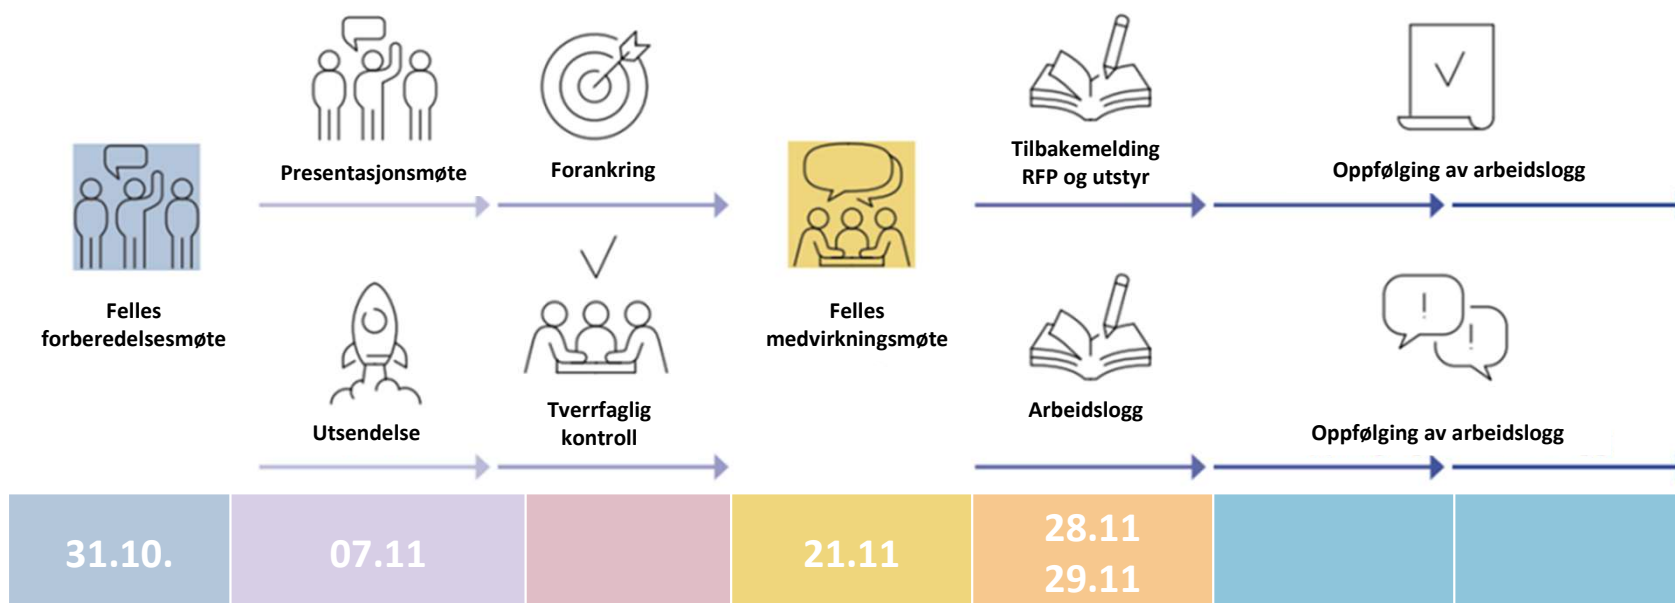 Presentasjonsmøte
Forankring
Tilbakemelding
RFP og utstyr
Oppfølging av arbeidslogg
Felles
forberedelsesmøte
Felles
medvirkningsmøte
Utsendelse
Tverrfaglig
kontroll
Arbeidslogg
Oppfølging av arbeidslogg
31.10.
07.11
21.11
28.11
29.11